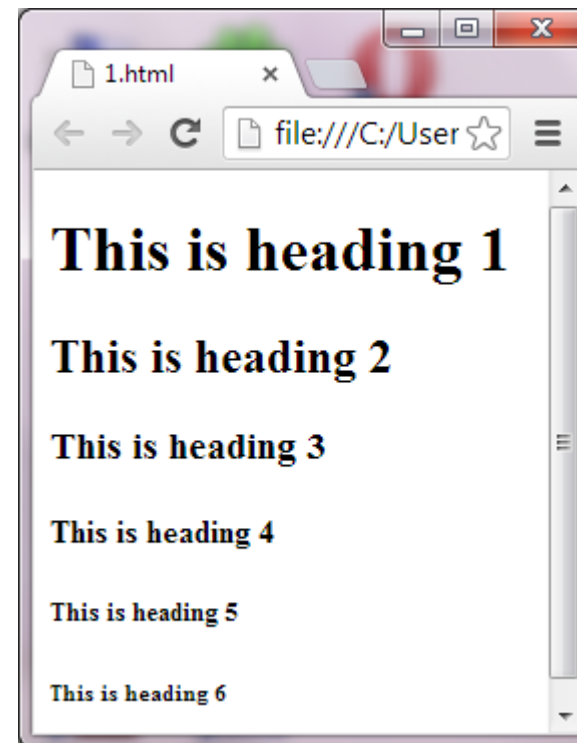 1.html
file:///C:/User
This is heading 1
This is heading 2
This is heading 3
This is heading 4
This is heading 5
This is heading 6